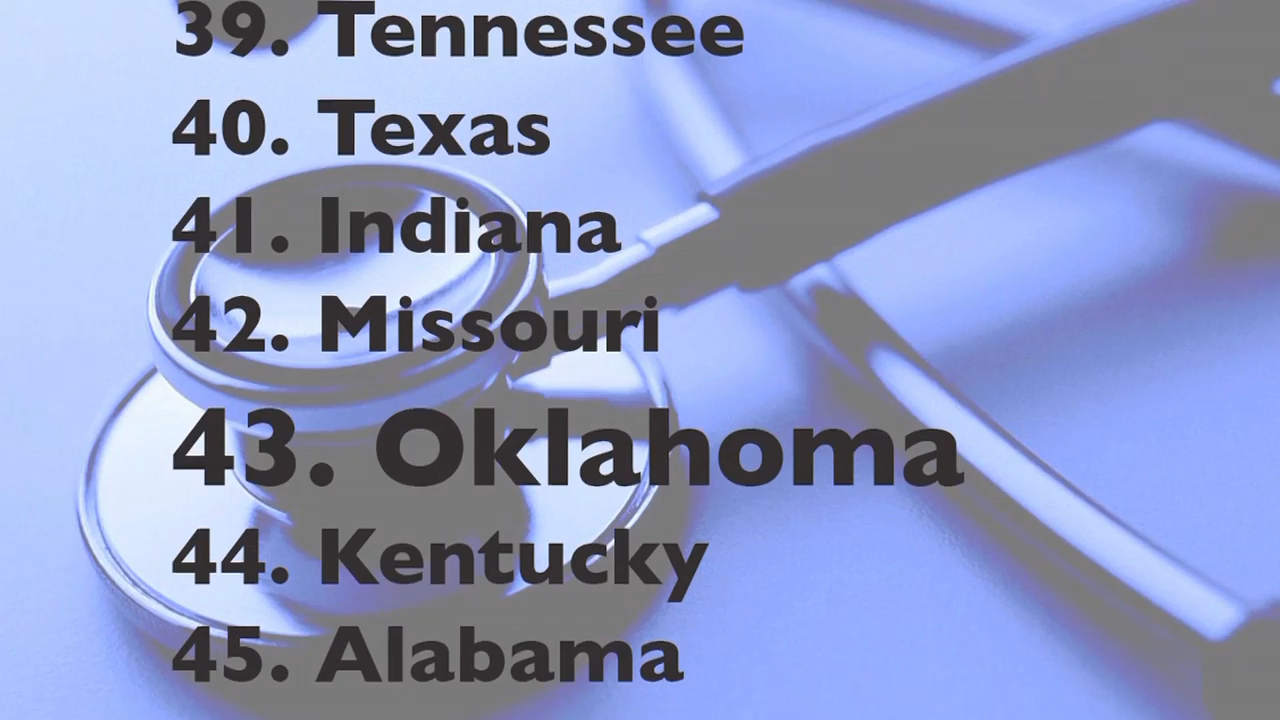 39. Tennessee
40. Texas
41. Indiana
42. Missouri
43. Oklahoma
44. Kentucky
45. Alabama